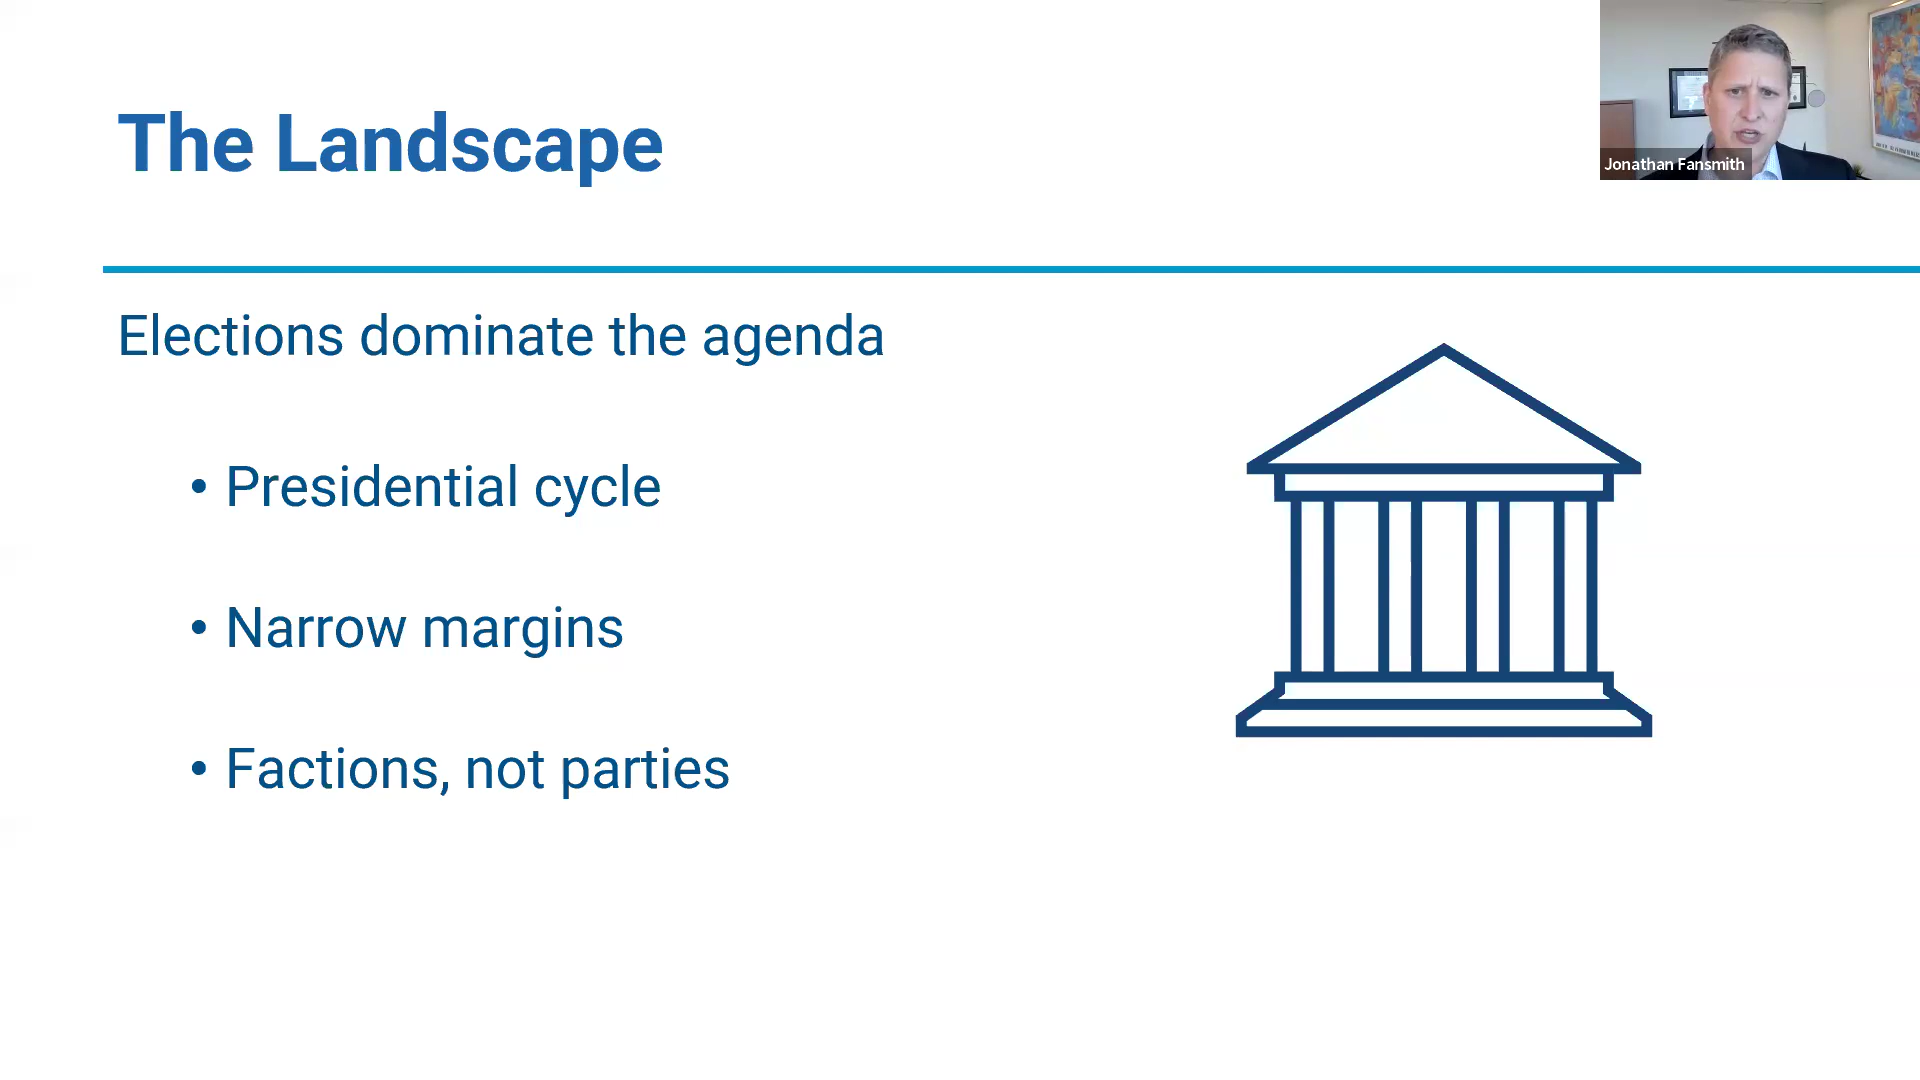 The Landscape
Jonathan Fansmith
Elections dominate the agenda
• Presidential cycle
• Narrow margins
• Factions, not parties